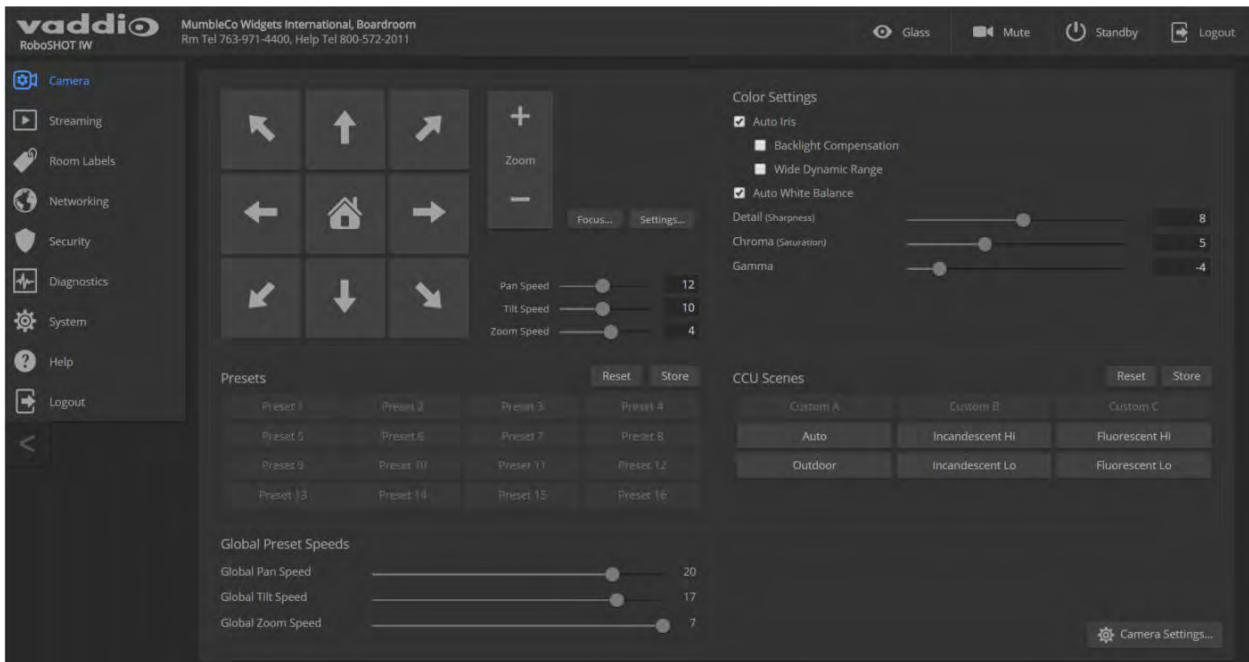 vaddio
RoboSHOT IW
MumbleCo Widgets International, Boardroom
Rm Tel 763-971-4400, Help Tel 800-572-2011
Glass
Mute
Standby
Logout
Camera
Streaming
Room Labels
Networking
Security
Diagnostics
System
Help
Logout
<
+
Zoom
−
Focus...
Settings...
Pan Speed 12
Tilt Speed 10
Zoom Speed 4
Color Settings
Auto Iris
Backlight Compensation
Wide Dynamic Range
Auto White Balance
Detail (Sharpness) 8
Chroma (Saturation) 5
Gamma -4
Presets
Reset
Store
Preset 1 Preset 2 Preset 3 Preset 4
Preset 5 Preset 6 Preset 7 Preset 8
Preset 9 Preset 10 Preset 11 Preset 12
Preset 13 Preset 14 Preset 15 Preset 16
CCU Scenes
Reset
Store
Custom A Custom B Custom C
Auto Incandescent Hi Fluorescent Hi
Outdoor Incandescent Lo Fluorescent Lo
Global Preset Speeds
Global Pan Speed 20
Global Tilt Speed 17
Global Zoom Speed 7
Camera Settings...